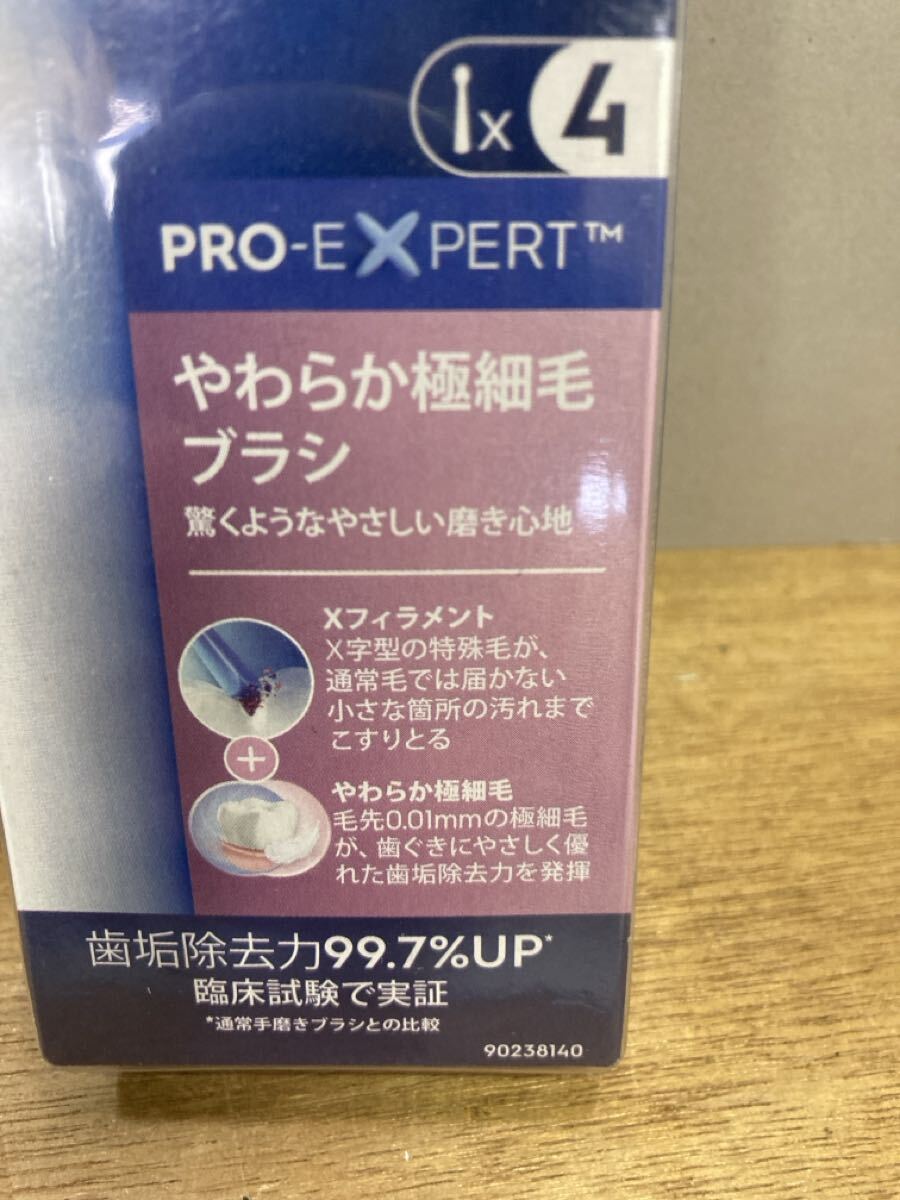 x 4
PRO-EXPERT™
やわらか極細毛
ブラシ
驚くようなやさしい磨き心地
Xフィラメント
X字型の特殊毛が、
通常毛では届かない
小さな箇所の汚れまで
こすりとる
+
やわらか極細毛
毛先0.01mmの極細毛
が、歯ぐきにやさしく優
れた歯垢除去力を発揮
歯垢除去力99.7%UP*
臨床試験で実証
*通常手磨きブラシとの比較
90238140